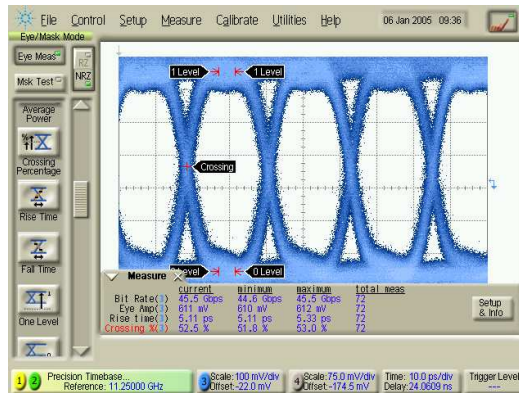 File Control Setup Measure Calibrate Utilities Help 06 Jan 2005 09:36
Eye/Mask Mode
Eye Meas
RZ
Msk Test
NRZ
Average
Power
Crossing
Percentage
Rise Time
Fall Time
One Level
1 Level 1 Level
Crossing
0 Level
Measure
current minimum maximum total meas
Bit Rate(3) 45.5 Gbps 44.6 Gbps 45.5 Gbps 72
Eye Amp(3) 611 mV 610 mV 612 mV 72
Rise time(3) 5.11 ps 5.11 ps 5.33 ps 72
Crossing %(3) 52.5 % 51.8 % 53.0 % 72
Setup
& Info
1 2 Precision Timebase...
Reference: 11.25000 GHz
3 Scale: 100 mV/div
Offset:-22.0 mV
4 Scale: 75.0 mV/div
Offset:-174.5 mV
Time: 10.0 ps/div
Delay:24.0609 ns
Trigger Level
---